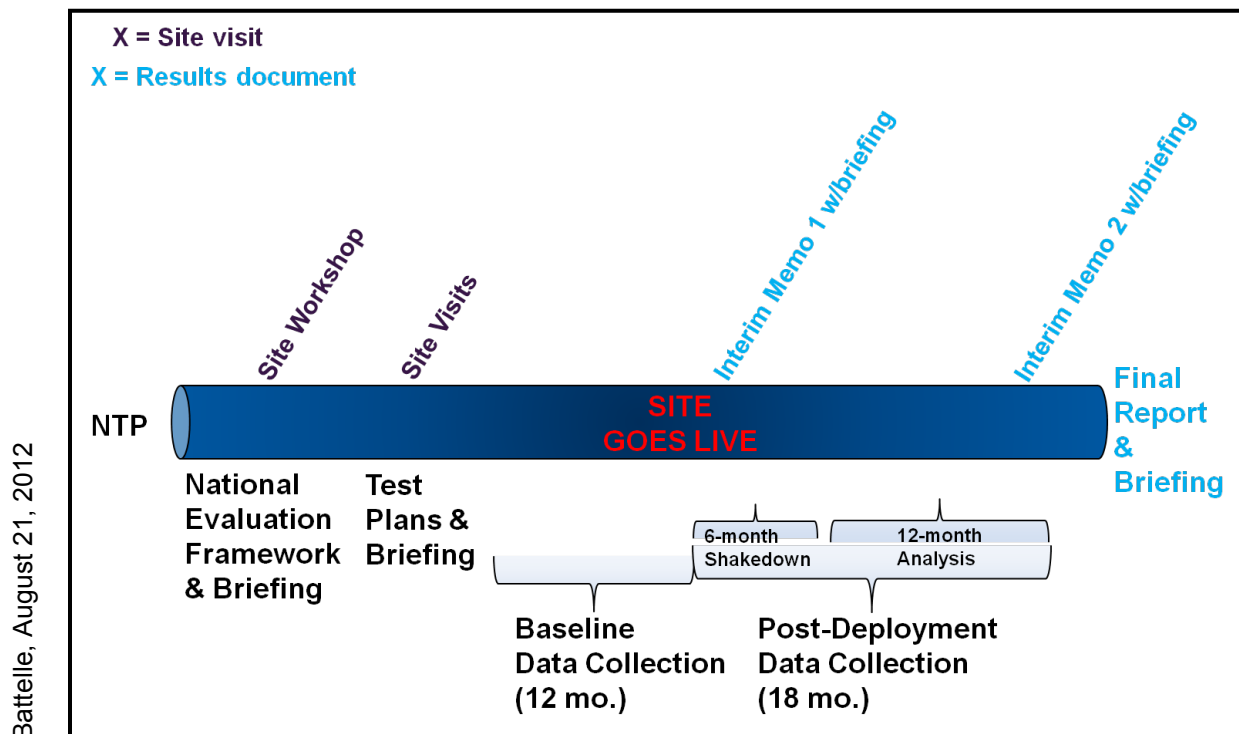 X = Site visit
X = Results document
Site Workshop
Site Visits
Interim Memo 1 w/briefing
Interim Memo 2 w/briefing
NTP
SITE
GOES LIVE
Final
Report
&
Briefing
National
Evaluation
Framework
& Briefing
Test
Plans &
Briefing
6-month
Shakedown
12-month
Analysis
Baseline
Data Collection
(12 mo.)
Post-Deployment
Data Collection
(18 mo.)
Battelle, August 21, 2012